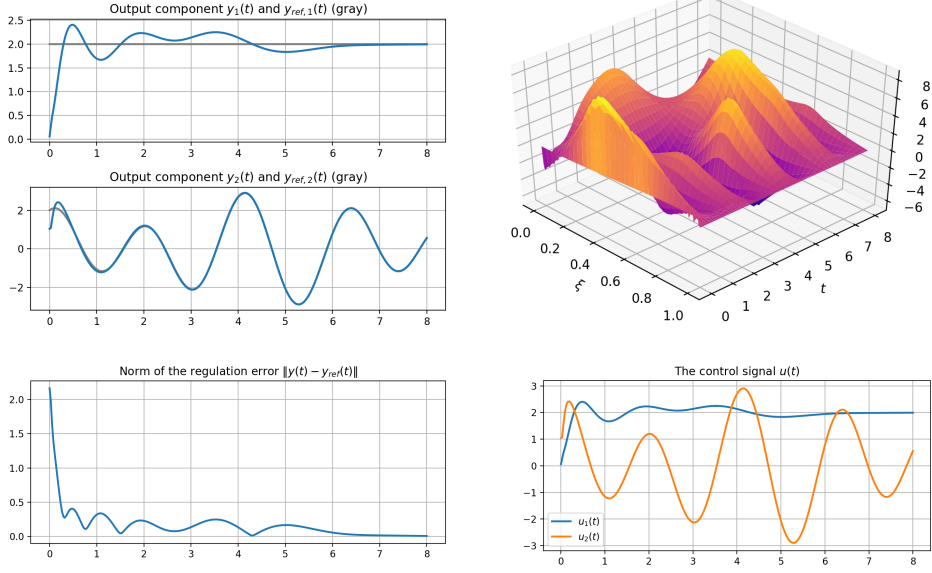 Output component y₁(t) and y_ref,1(t) (gray)
2.5
2.0
1.5
1.0
0.5
0.0
0 1 2 3 4 5 6 7 8
Output component y₂(t) and y_ref,2(t) (gray)
2
0
−2
0 1 2 3 4 5 6 7 8
8
6
4
2
0
−2
−4
−6
0.0 0.2 0.4 0.6 0.8 1.0
ξ
0 1 2 3 4 5 6 7 8
t
Norm of the regulation error ‖y(t) − y_ref(t)‖
2.0
1.5
1.0
0.5
0.0
0 1 2 3 4 5 6 7 8
The control signal u(t)
3
2
1
0
−1
−2
−3
u₁(t)
u₂(t)
0 1 2 3 4 5 6 7 8